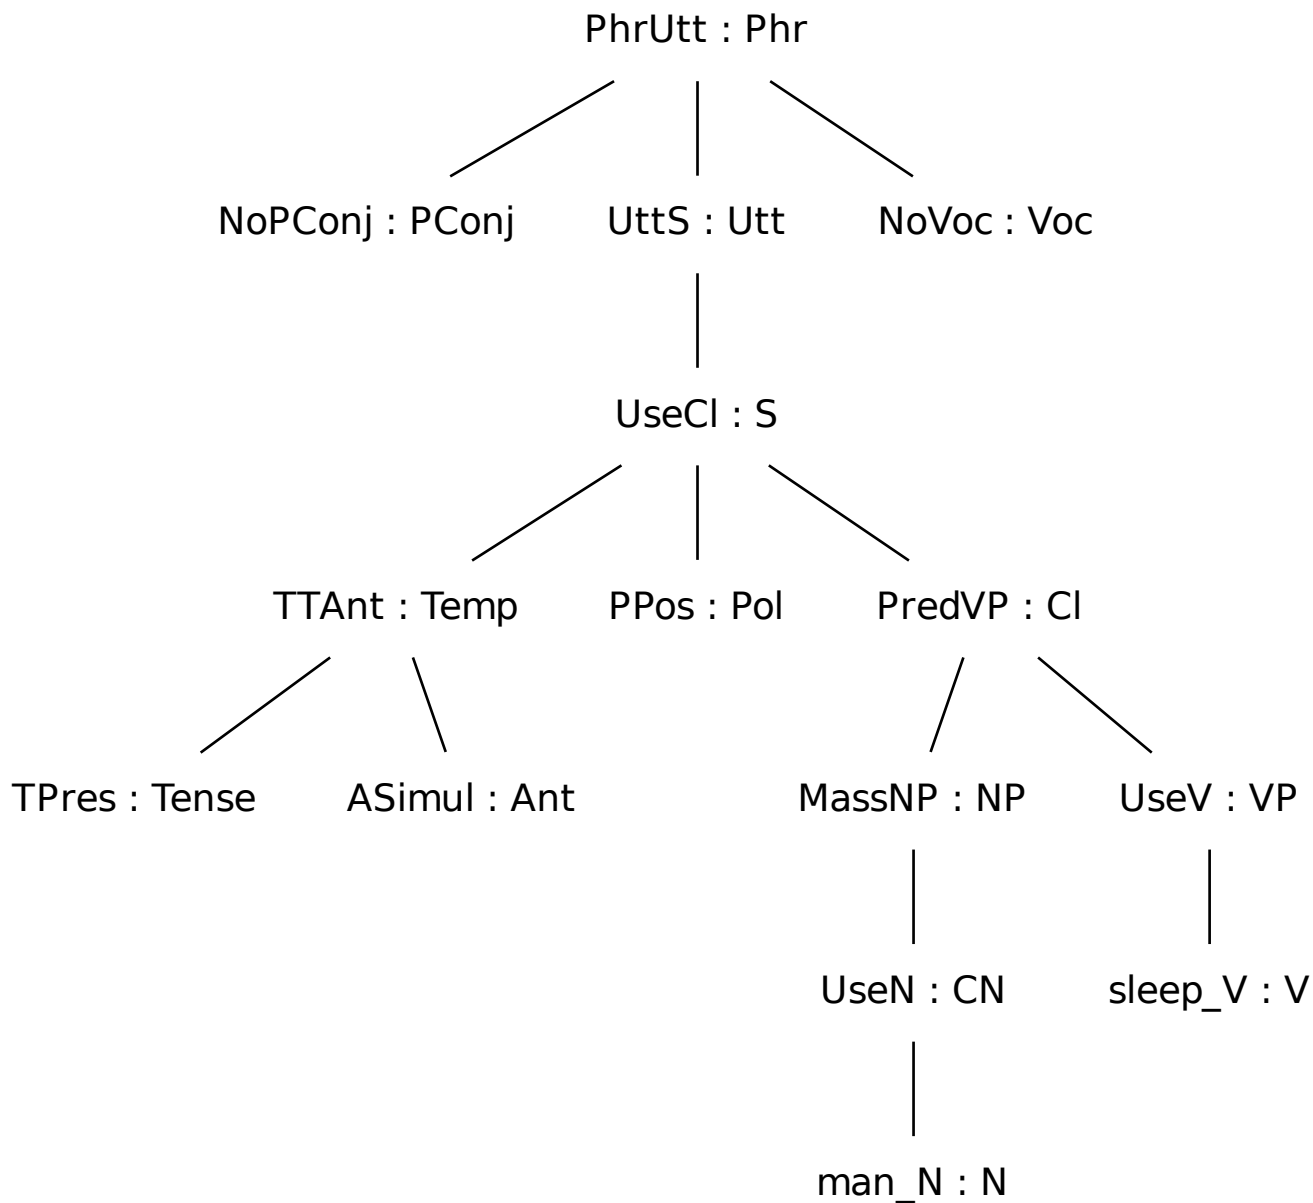 PhrUtt : Phr
NoPConj : PConj
UttS : Utt
NoVoc : Voc
UseCl : S
TTAnt : Temp
PPos : Pol
PredVP : Cl
TPres : Tense
ASimul : Ant
MassNP : NP
UseV : VP
UseN : CN
sleep_V : V
man_N : N